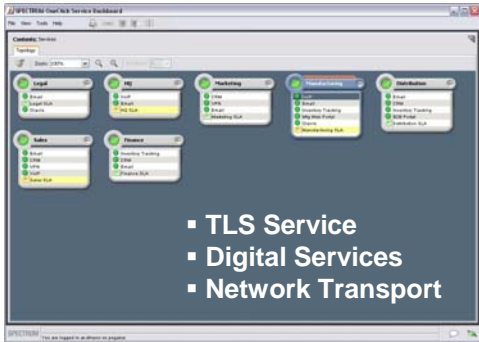 SPECTRUM OneClick Service Dashboard
File View Tools Help
Contents: Services
Topology
Scale: 100%
Legal
Email
Legal SLA
Oracle
HQ
VoIP
Email
HQ SLA
Marketing
CRM
VPN
Email
Marketing SLA
Manufacturing
VoIP
Email
Inventory Tracking
Mfg Web Portal
Oracle
Manufacturing SLA
Distribution
Email
CRM
Inventory Tracking
B2B Portal
Distribution SLA
Sales
Email
CRM
VPN
VoIP
Sales SLA
Finance
Inventory Tracking
CRM
Email
Finance SLA
▪ TLS Service
▪ Digital Services
▪ Network Transport
SPECTRUM